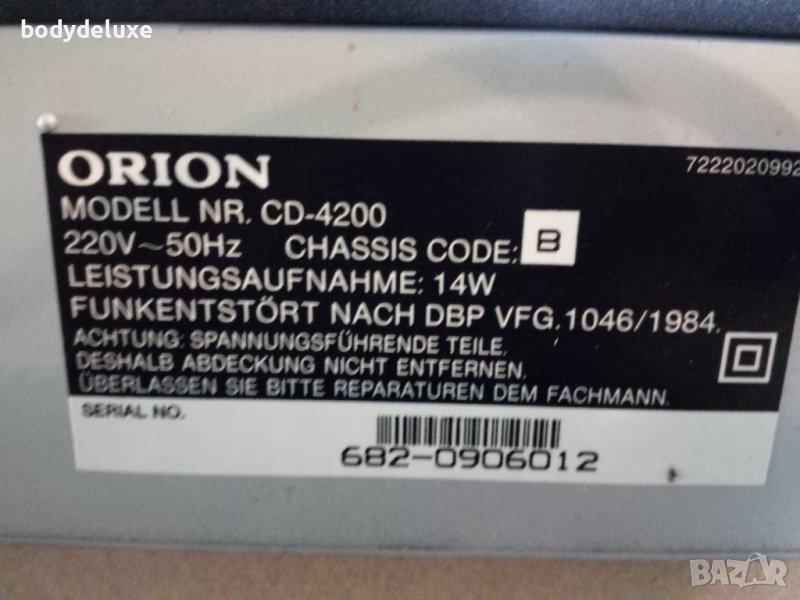 bodydeluxe
ORION
7222020992
MODELL NR. CD-4200
220V~50Hz CHASSIS CODE: B
LEISTUNGSAUFNAHME: 14W
FUNKENTSTÖRT NACH DBP VFG.1046/1984.
ACHTUNG: SPANNUNGSFÜHRENDE TEILE.
DESHALB ABDECKUNG NICHT ENTFERNEN.
ÜBERLASSEN SIE BITTE REPARATUREN DEM FACHMANN.
SERIAL NO.
682-0906012
BAZAR